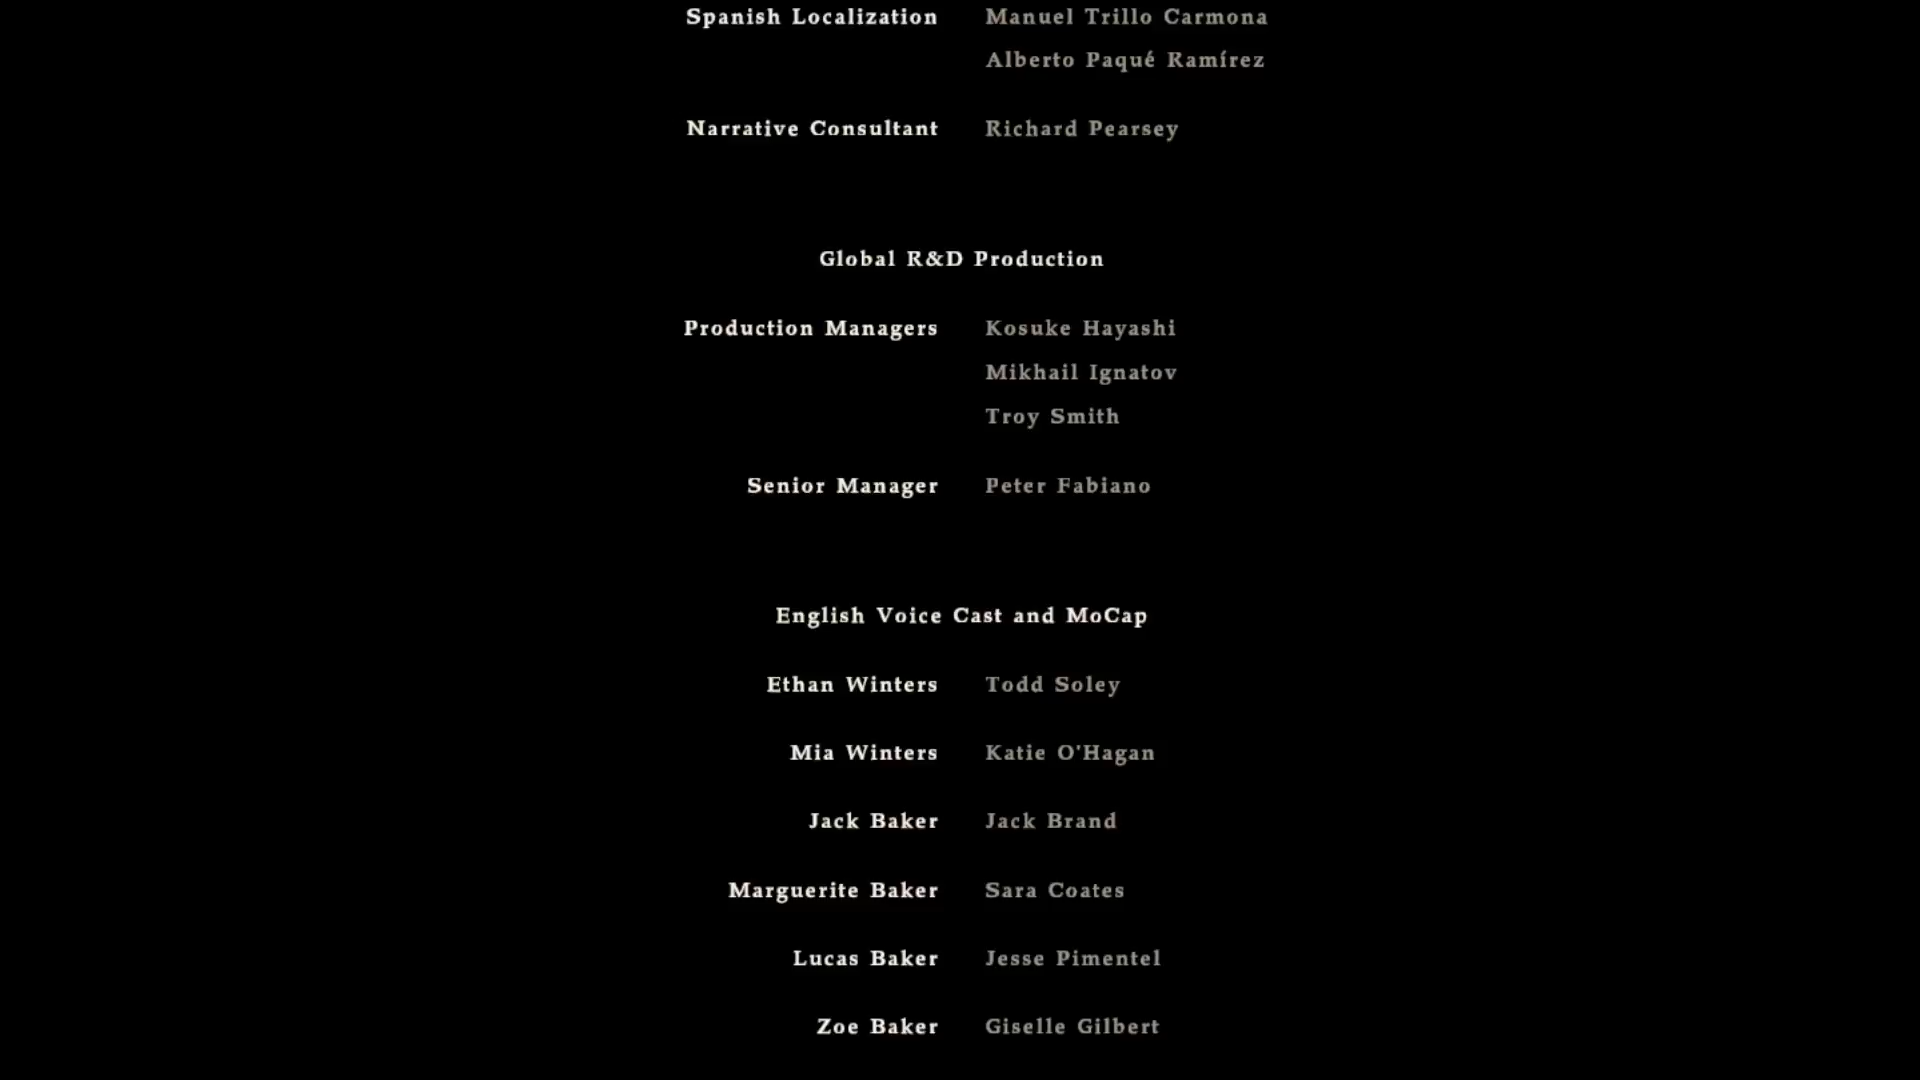 Spanish Localization Manuel Trillo Carmona
Alberto Paqué Ramírez
Narrative Consultant Richard Pearsey
Global R&D Production
Production Managers Kosuke Hayashi
Mikhail Ignatov
Troy Smith
Senior Manager Peter Fabiano
English Voice Cast and MoCap
Ethan Winters Todd Soley
Mia Winters Katie O'Hagan
Jack Baker Jack Brand
Marguerite Baker Sara Coates
Lucas Baker Jesse Pimentel
Zoe Baker Giselle Gilbert